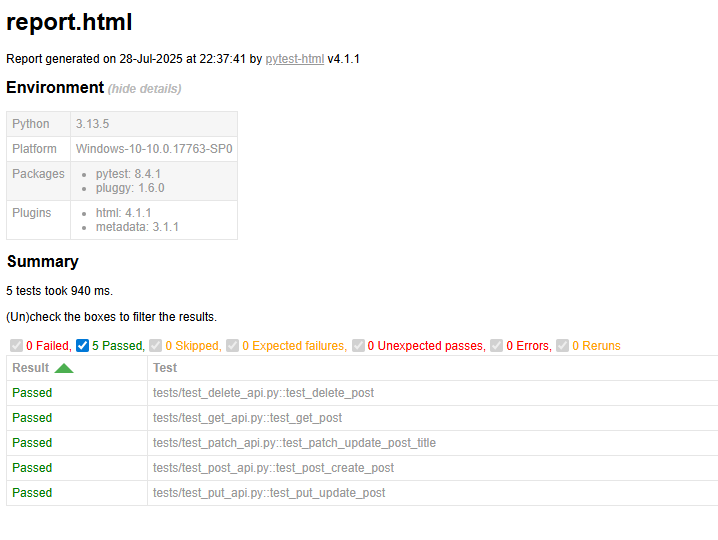 report.html
Report generated on 28-Jul-2025 at 22:37:41 by pytest-html v4.1.1
Environment (hide details)
Python 3.13.5
Platform Windows-10-10.0.17763-SP0
Packages pytest: 8.4.1
pluggy: 1.6.0
Plugins html: 4.1.1
metadata: 3.1.1
Summary
5 tests took 940 ms.
(Un)check the boxes to filter the results.
0 Failed, 5 Passed, 0 Skipped, 0 Expected failures, 0 Unexpected passes, 0 Errors, 0 Reruns
Result Test
Passed tests/test_delete_api.py::test_delete_post
Passed tests/test_get_api.py::test_get_post
Passed tests/test_patch_api.py::test_patch_update_post_title
Passed tests/test_post_api.py::test_post_create_post
Passed tests/test_put_api.py::test_put_update_post